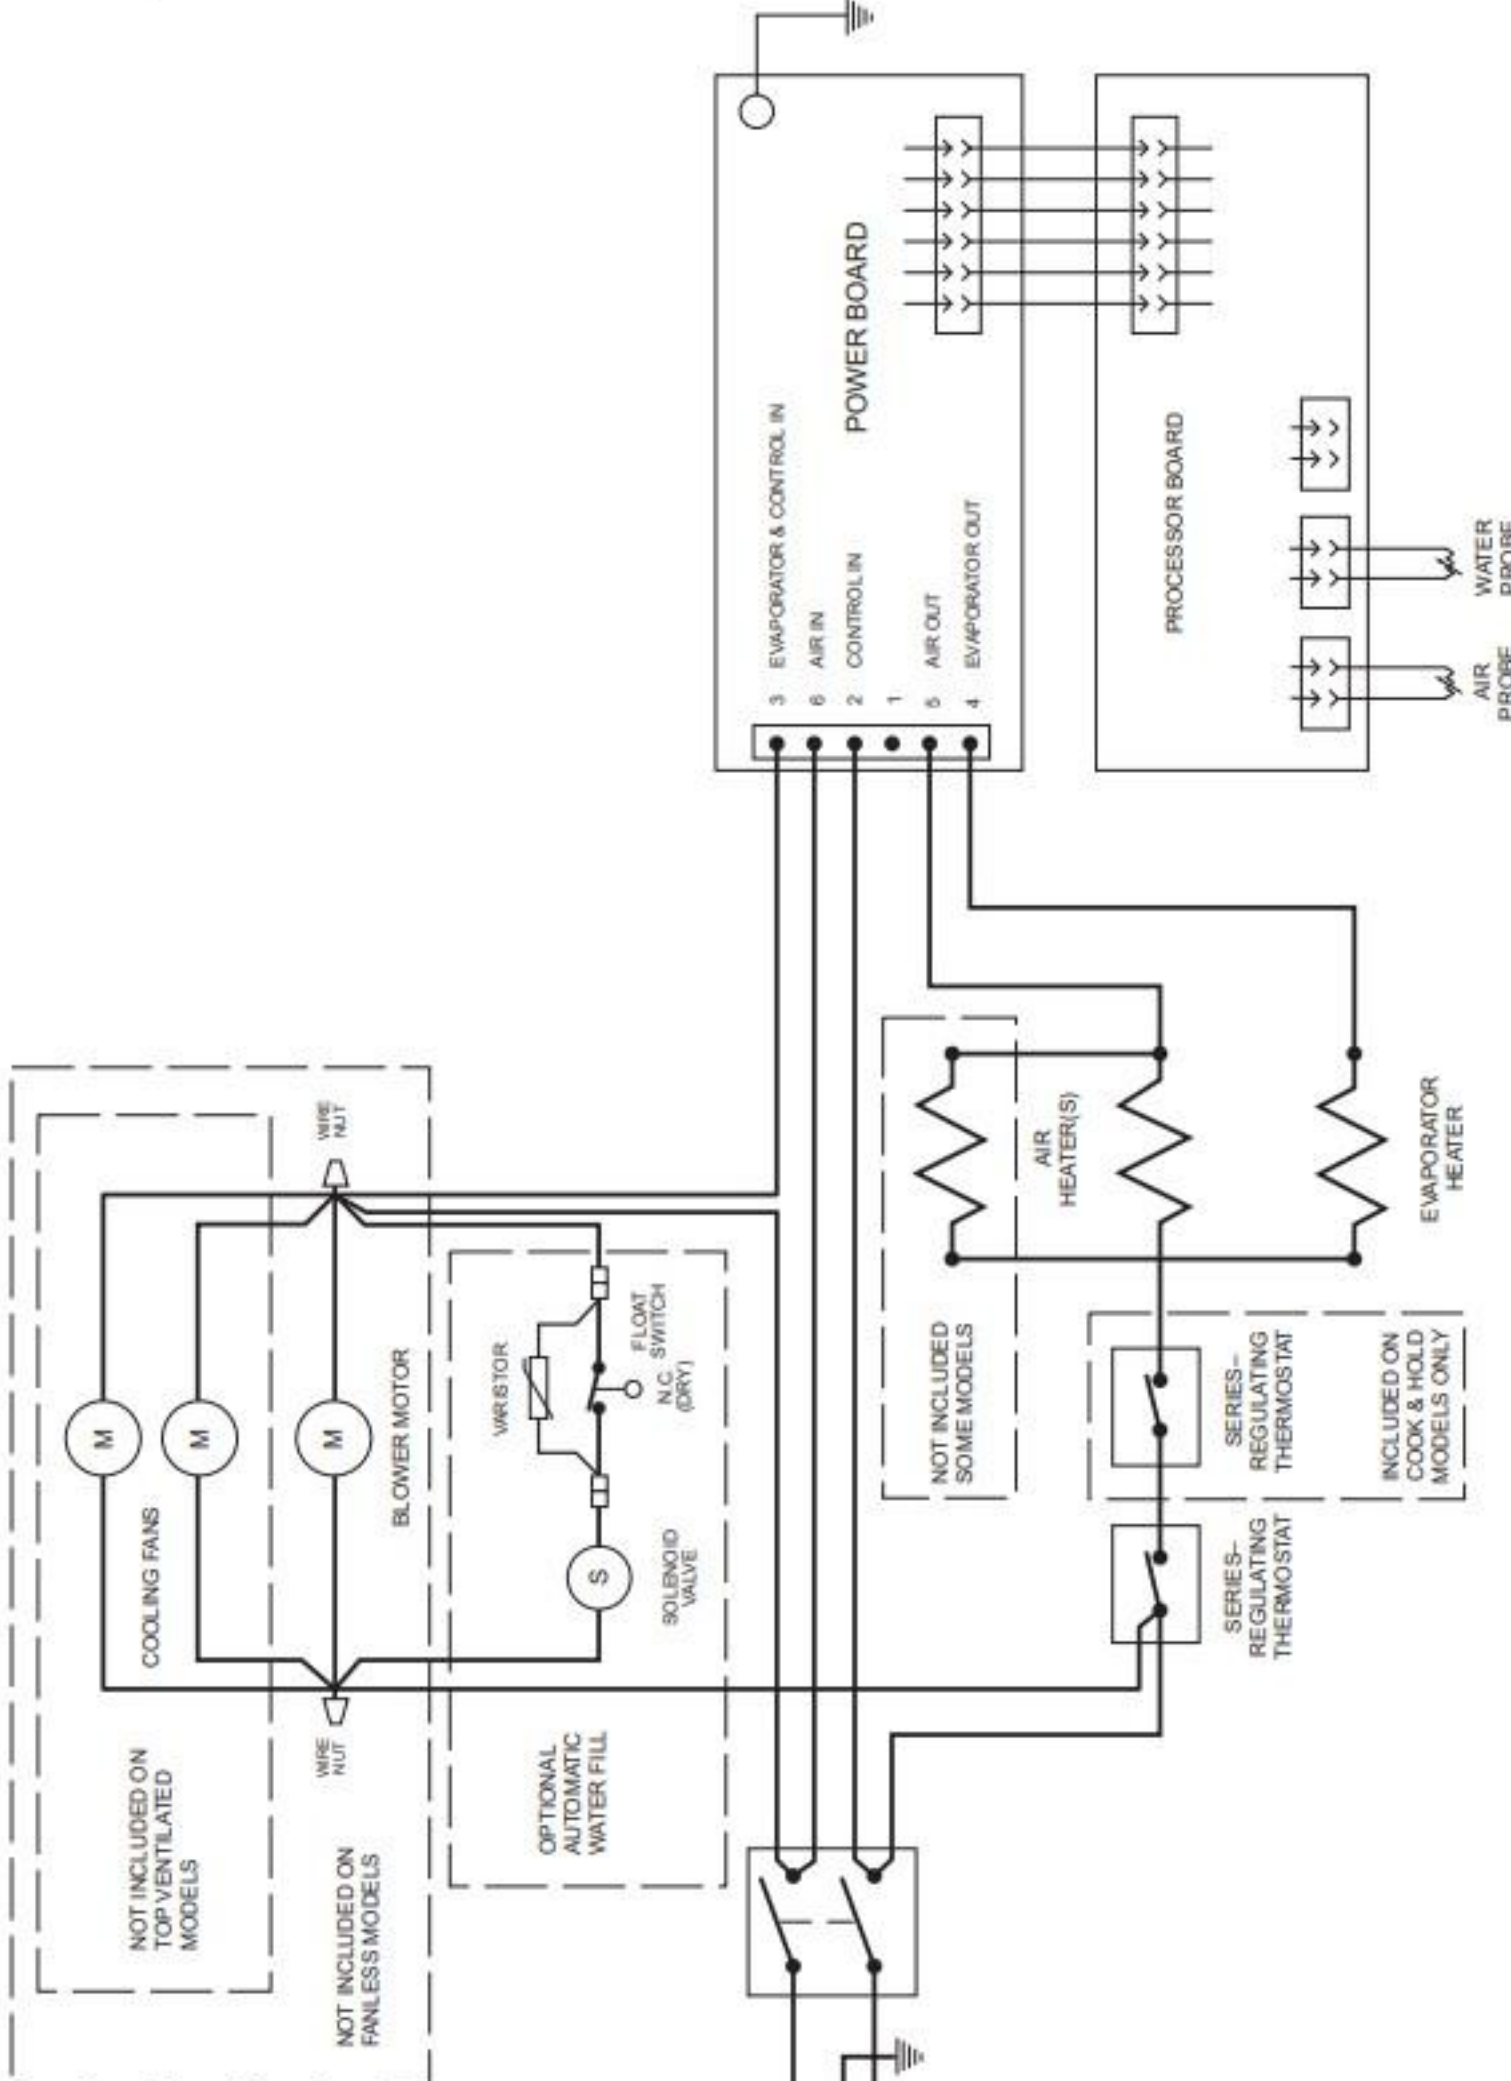 NOT INCLUDED ON
TOP VENTILATED
MODELS
NOT INCLUDED ON
FANLESS MODELS
COOLING FANS
M
M
M
BLOWER MOTOR
WIRE
NUT
WIRE
NUT
OPTIONAL
AUTOMATIC
WATER FILL
S
SOLENOID
VALVE
VARISTOR
N.C.
(DRY)
FLOAT
SWITCH
3 EVAPORATOR & CONTROL IN
6 AIR IN
2 CONTROL IN
1
5 AIR OUT
4 EVAPORATOR OUT
POWER BOARD
PROCESSOR BOARD
AIR
PROBE
WATER
PROBE
NOT INCLUDED
SOME MODELS
AIR
HEATER(S)
EVAPORATOR
HEATER
SERIES–
REGULATING
THERMOSTAT
SERIES–
REGULATING
THERMOSTAT
INCLUDED ON
COOK & HOLD
MODELS ONLY